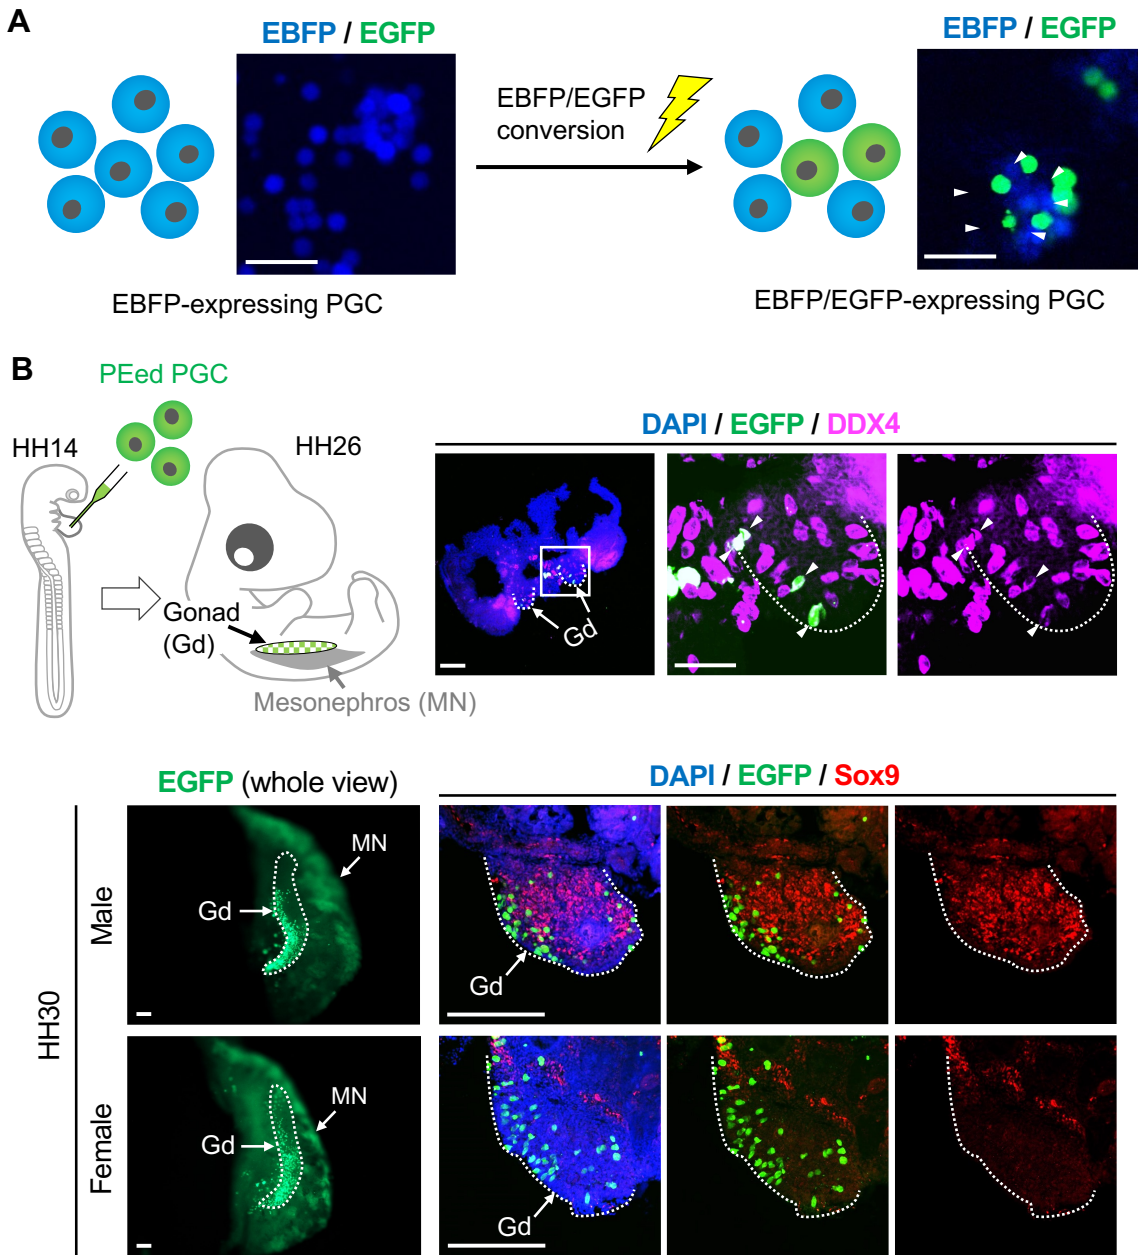 A
EBFP / EGFP
EBFP / EGFP
EBFP/EGFP
conversion
EBFP-expressing PGC
EBFP/EGFP-expressing PGC
B
PEed PGC
HH14
HH26
DAPI / EGFP / DDX4
Gonad
(Gd)
Gd
Mesonephros (MN)
EGFP (whole view)
DAPI / EGFP / Sox9
HH30
Male
MN
Gd
Gd
Female
MN
Gd
Gd